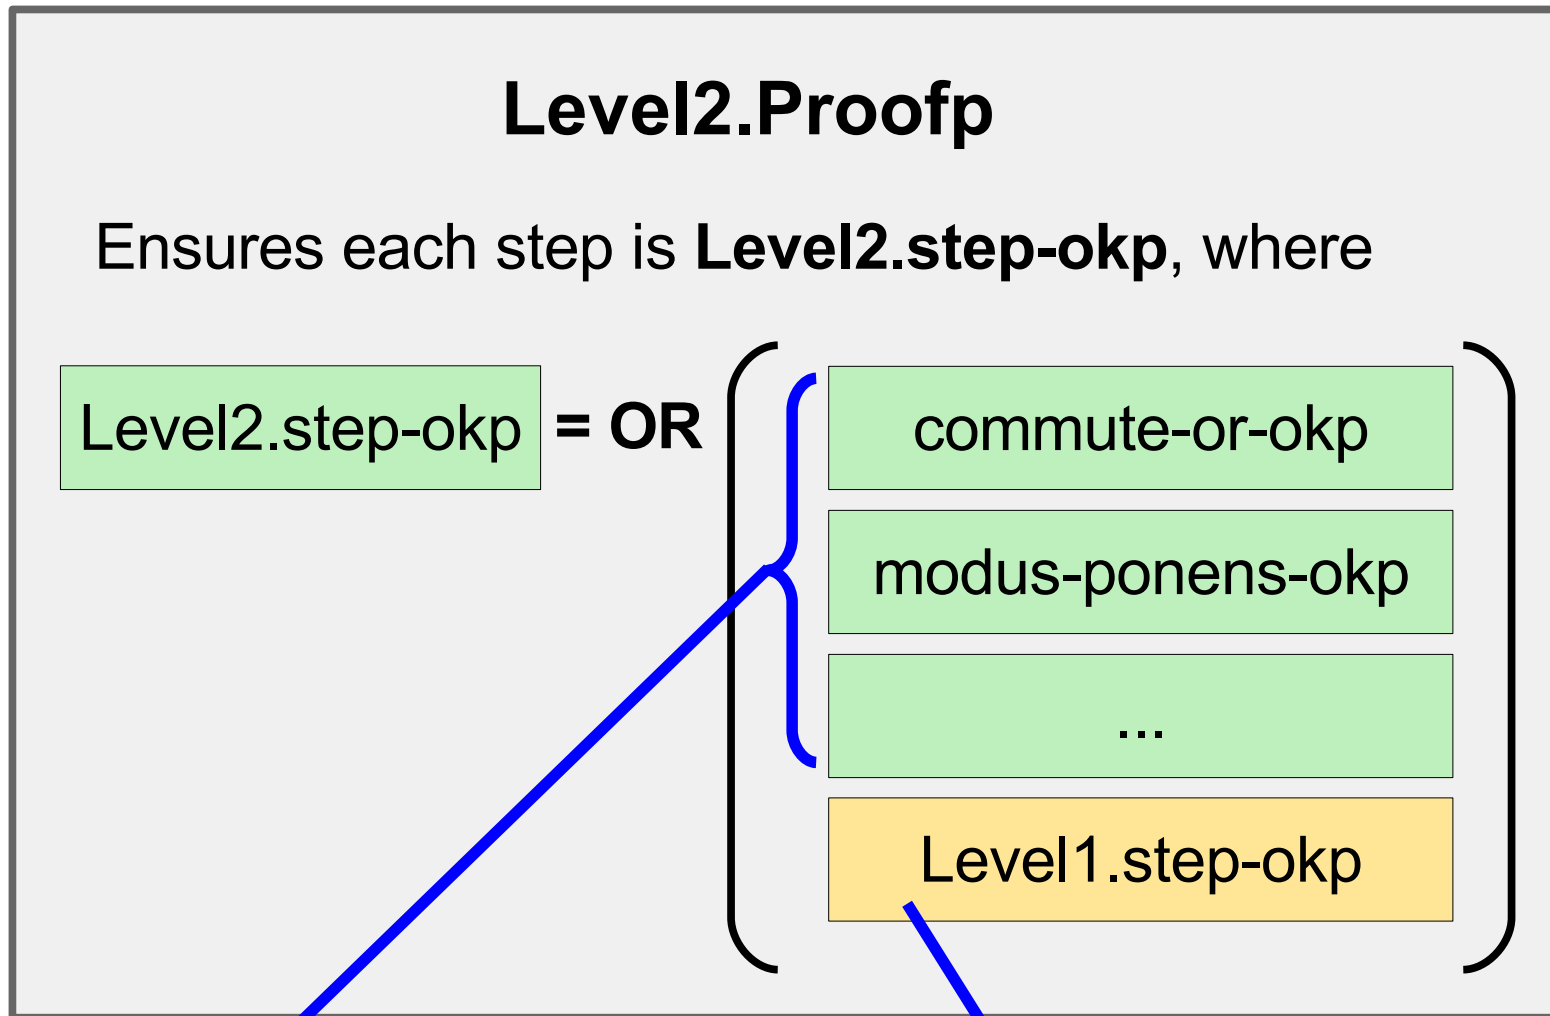 Level2.Proofp
Ensures each step is Level2.step-okp, where
Level2.step-okp = OR
commute-or-okp
modus-ponens-okp
...
Level1.step-okp